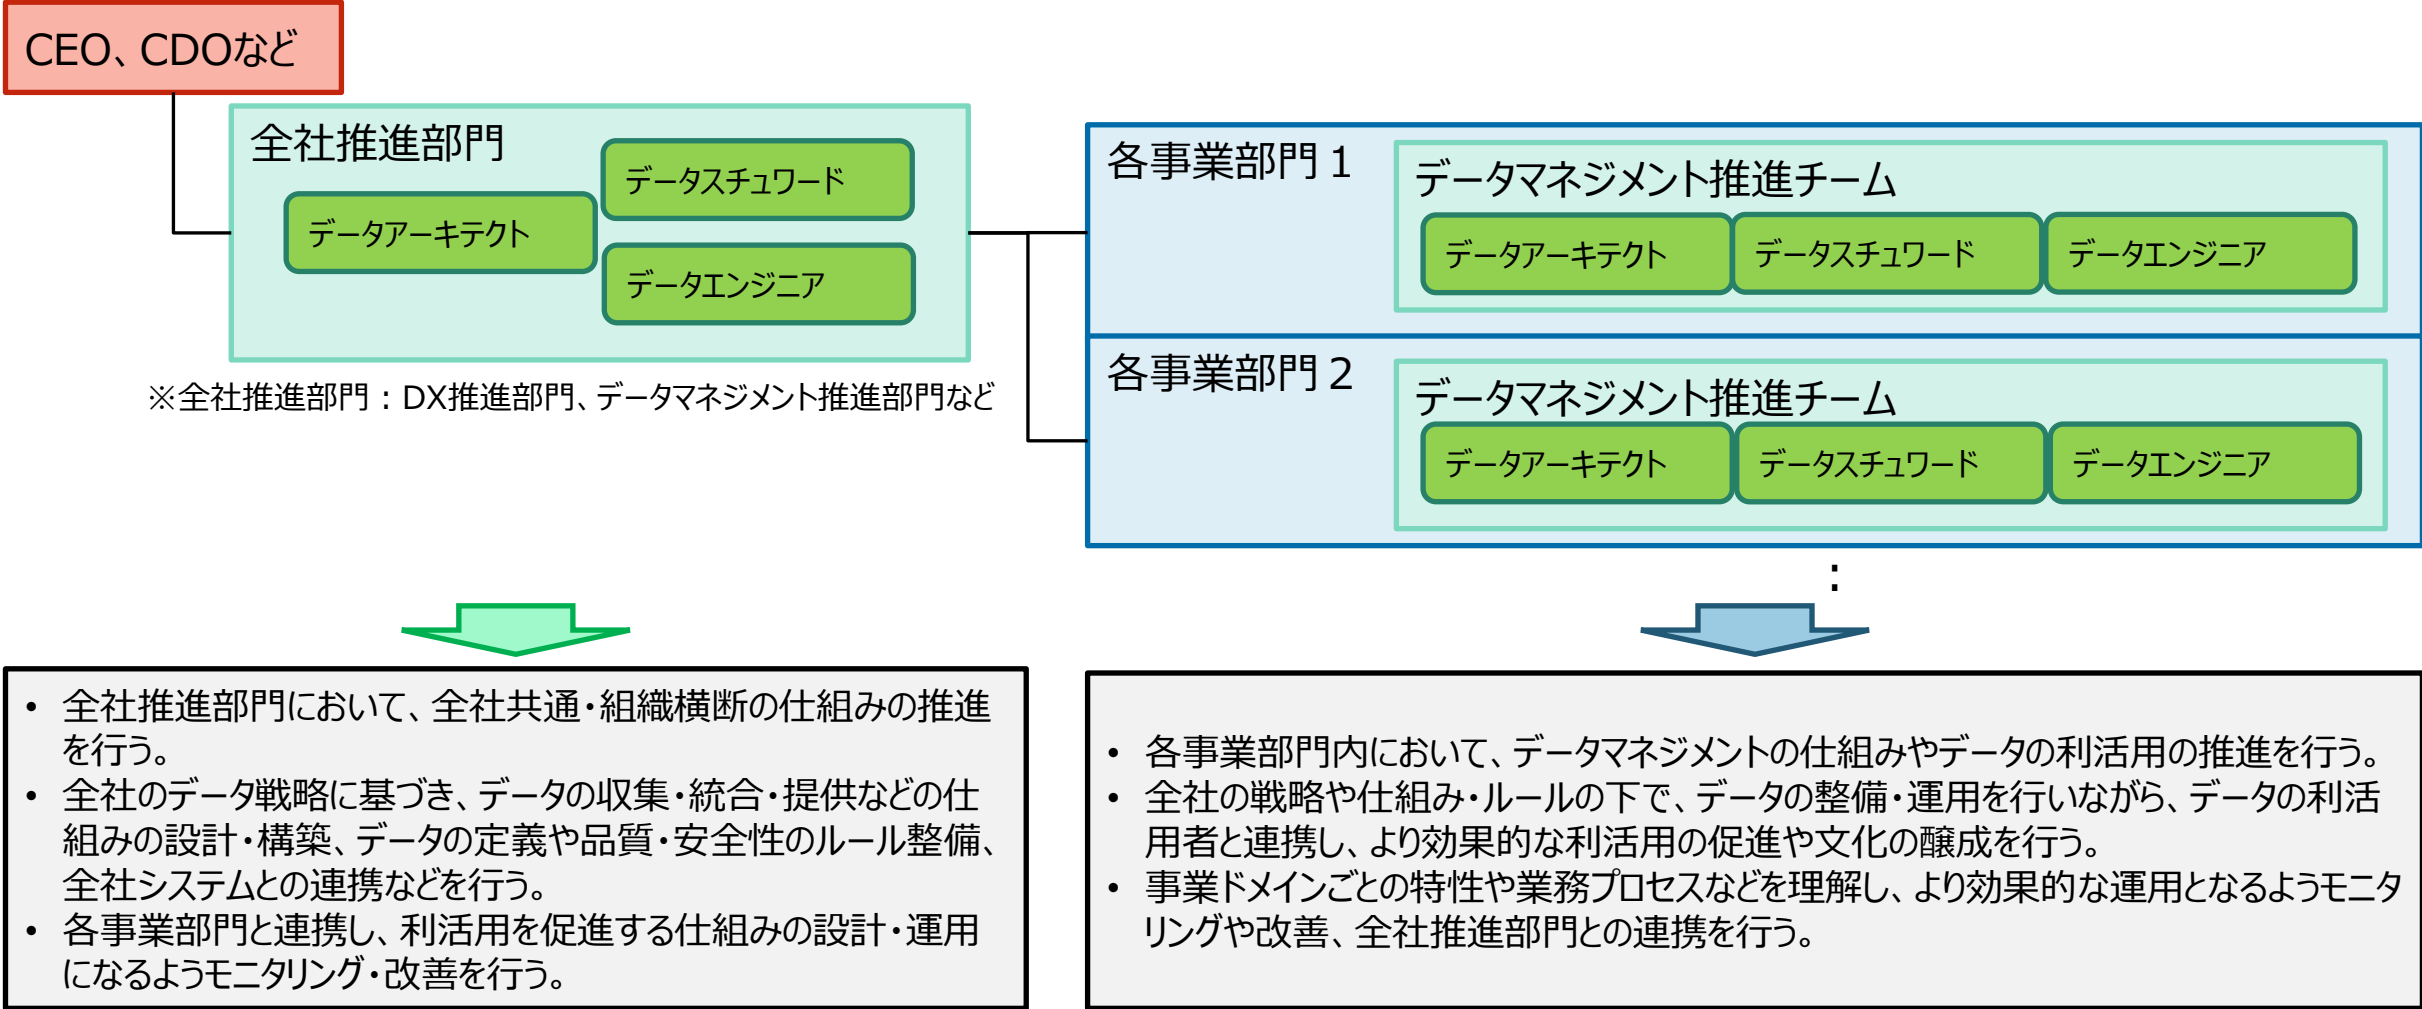 CEO、CDOなど
全社推進部門
データスチュワード
データアーキテクト
データエンジニア
※全社推進部門：DX推進部門、データマネジメント推進部門など
各事業部門１
データマネジメント推進チーム
データアーキテクト
データスチュワード
データエンジニア
各事業部門２
データマネジメント推進チーム
データアーキテクト
データスチュワード
データエンジニア
：
• 全社推進部門において、全社共通・組織横断の仕組みの推進
を行う。
• 全社のデータ戦略に基づき、データの収集・統合・提供などの仕
組みの設計・構築、データの定義や品質・安全性のルール整備、
全社システムとの連携などを行う。
• 各事業部門と連携し、利活用を促進する仕組みの設計・運用
になるようモニタリング・改善を行う。
• 各事業部門内において、データマネジメントの仕組みやデータの利活用の推進を行う。
• 全社の戦略や仕組み・ルールの下で、データの整備・運用を行いながら、データの利活
用者と連携し、より効果的な利活用の促進や文化の醸成を行う。
• 事業ドメインごとの特性や業務プロセスなどを理解し、より効果的な運用となるようモニタ
リングや改善、全社推進部門との連携を行う。